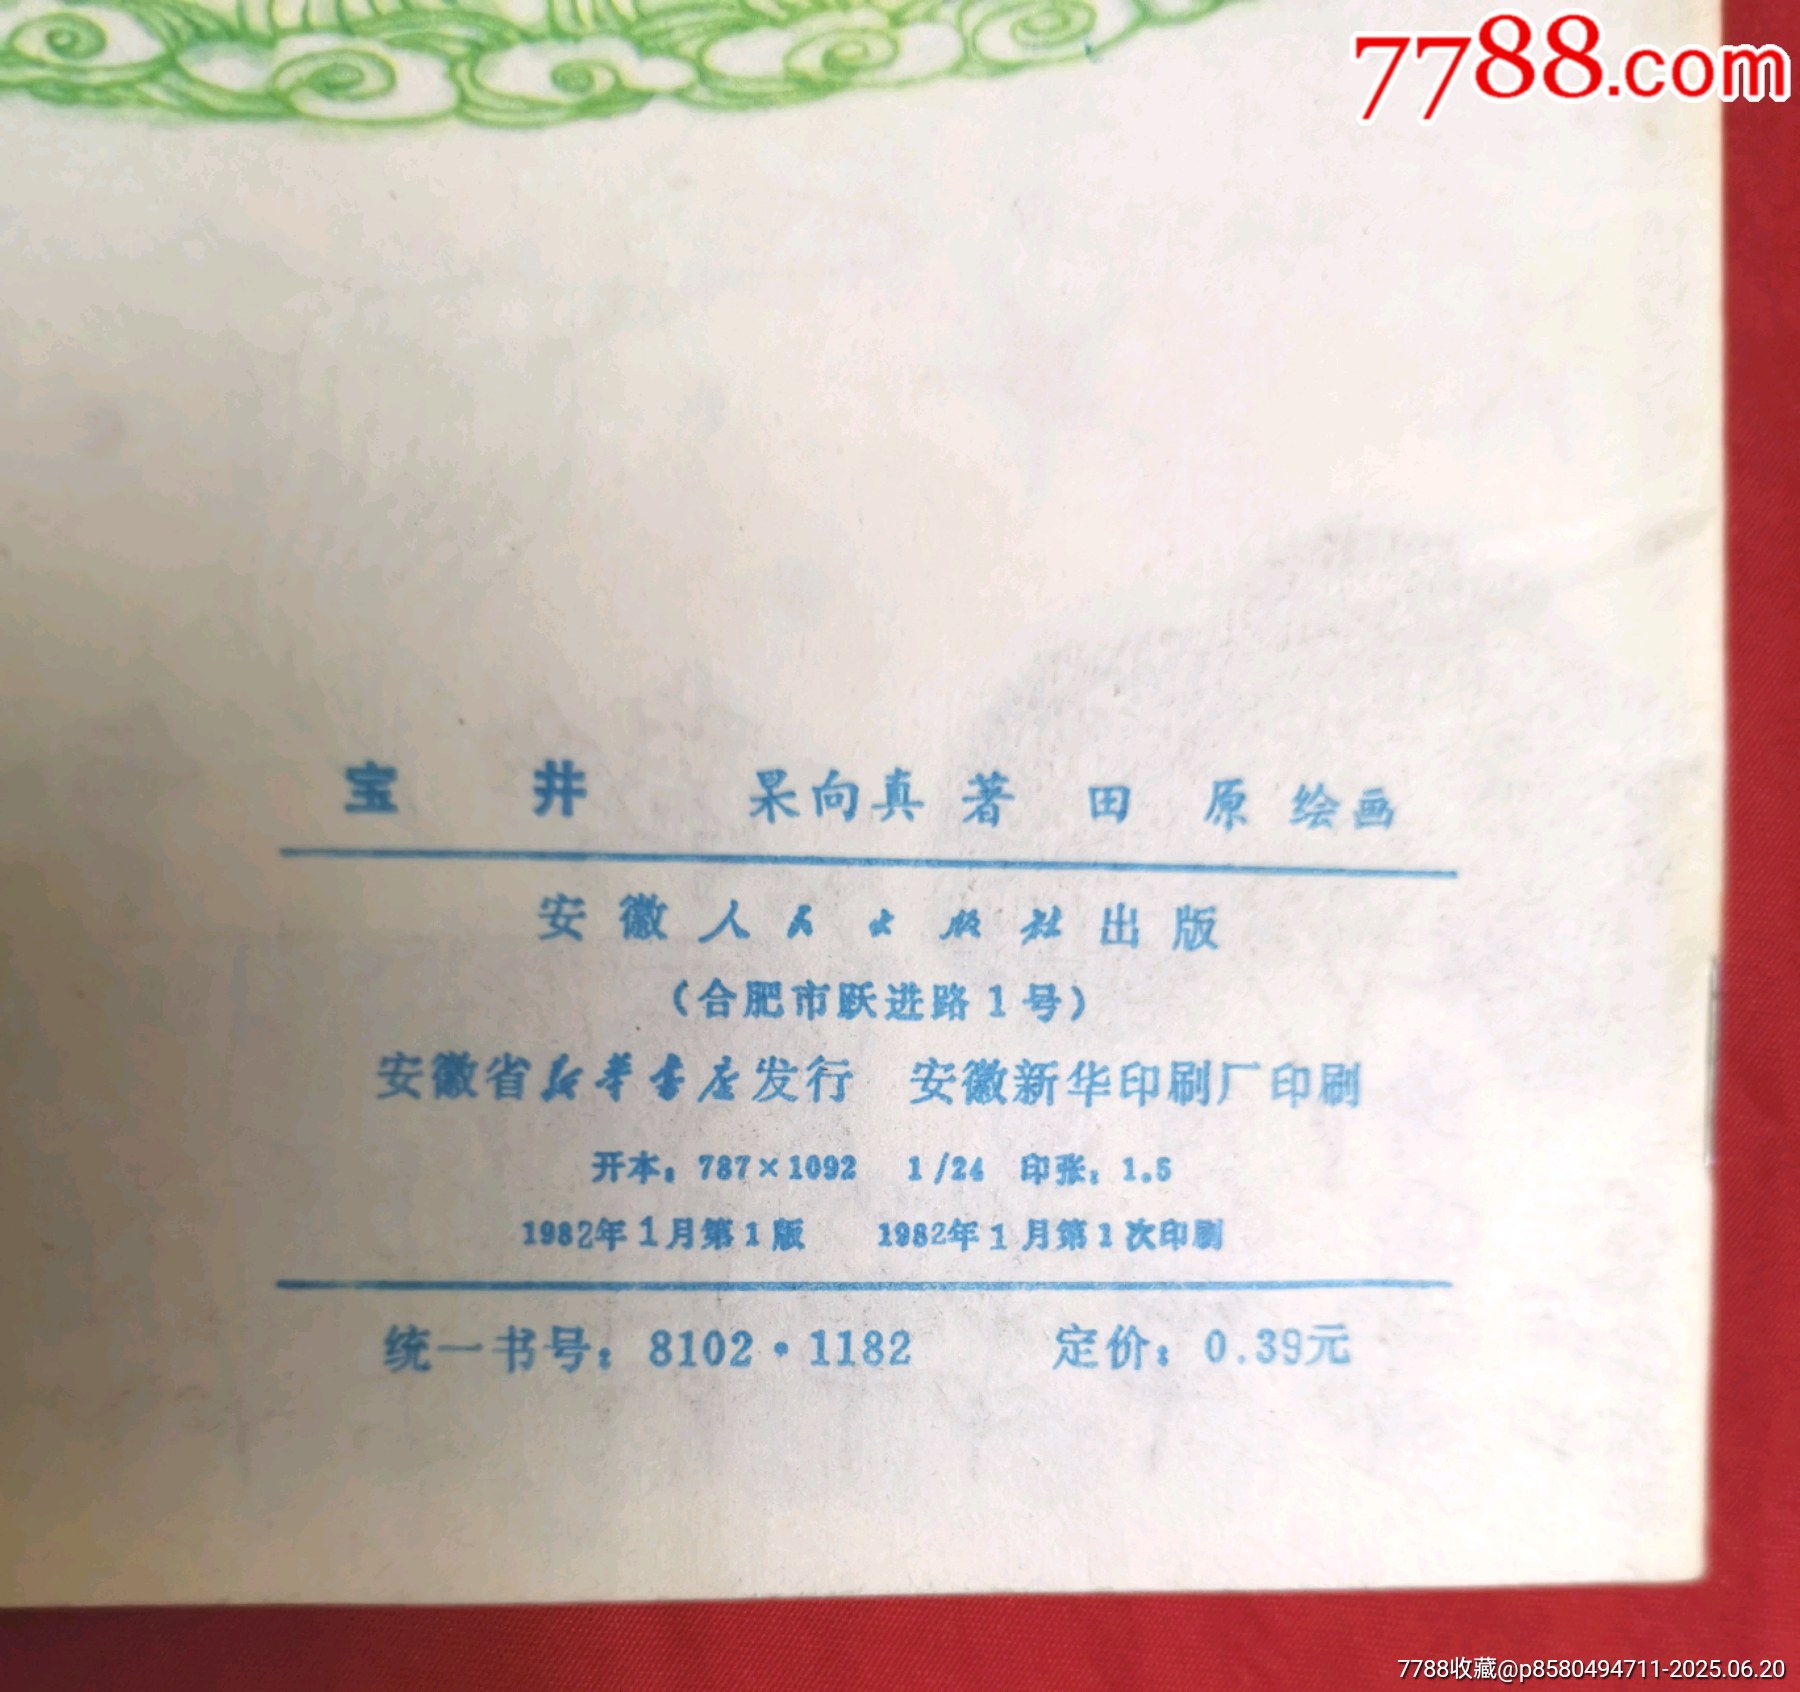 7788.com
宝 井 杲向真 著 田 原 绘画
安徽人民出版社出版
(合肥市跃进路1号)
安徽省新华书店发行 安徽新华印刷厂印刷
开本：787×1092 1/24 印张：1.5
1982年1月第1版 1982年1月第1次印刷
统一书号：8102·1182 定价：0.39元
7788收藏@p8580494711-2025.06.20